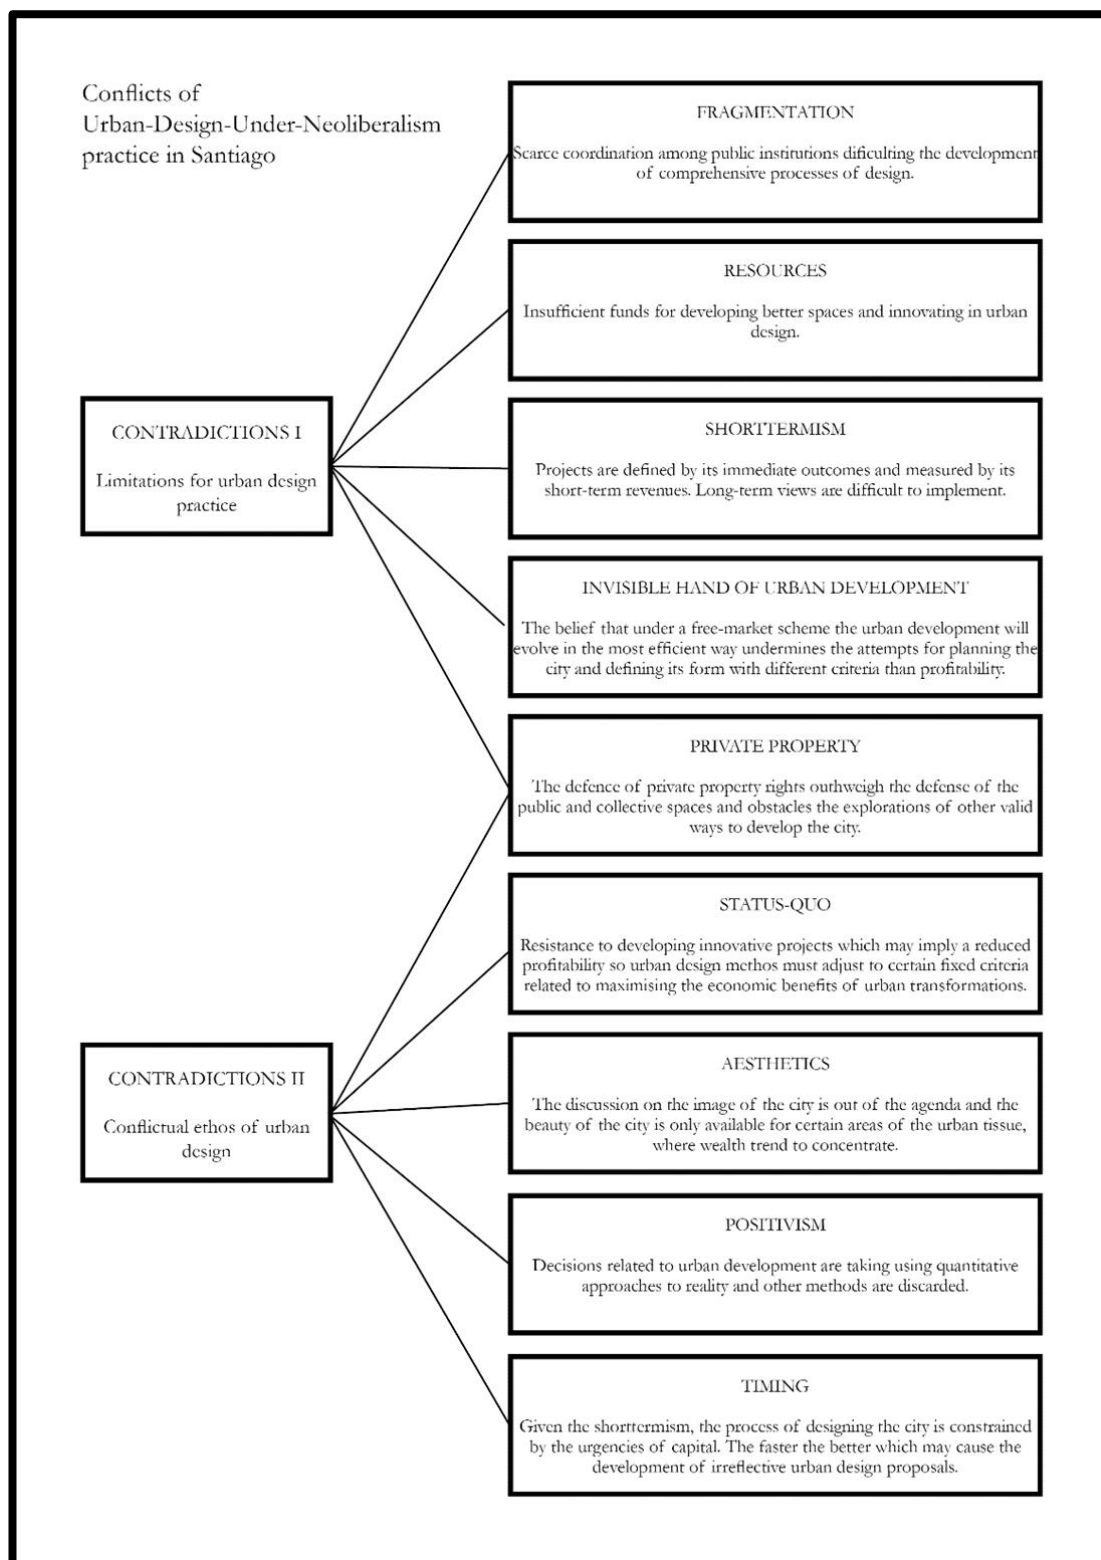 Conflicts of
Urban-Design-Under-Neoliberalism
practice in Santiago
CONTRADICTIONS I
Limitations for urban design
practice
CONTRADICTIONS II
Conflictual ethos of urban
design
FRAGMENTATION
Scarce coordination among public institutions dificulting the development
of comprehensive processes of design.
RESOURCES
Insufficient funds for developing better spaces and innovating in urban
design.
SHORTTERMISM
Projects are defined by its immediate outcomes and measured by its
short-term revenues. Long-term views are difficult to implement.
INVISIBLE HAND OF URBAN DEVELOPMENT
The belief that under a free-market scheme the urban development will
evolve in the most efficient way undermines the attempts for planning the
city and defining its form with different criteria than profitability.
PRIVATE PROPERTY
The defence of private property rights outhweigh the defense of the
public and collective spaces and obstacles the explorations of other valid
ways to develop the city.
STATUS-QUO
Resistance to developing innovative projects which may imply a reduced
profitability so urban design methos must adjust to certain fixed criteria
related to maximising the economic benefits of urban transformations.
AESTHETICS
The discussion on the image of the city is out of the agenda and the
beauty of the city is only available for certain areas of the urban tissue,
where wealth trend to concentrate.
POSITIVISM
Decisions related to urban development are taking using quantitative
approaches to reality and other methods are discarded.
TIMING
Given the shorttermism, the process of designing the city is constrained
by the urgencies of capital. The faster the better which may cause the
development of irreflective urban design proposals.